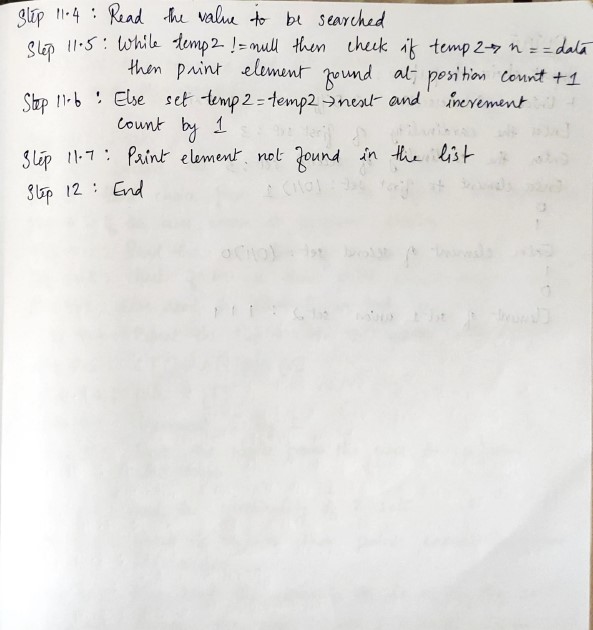 Step 11.4 : Read the value to be searched
Step 11.5 : While temp2 != null then check if temp2→ n == data
then print element found at position count +1
Step 11.6 : Else set temp2 = temp2 → next and increment
count by 1
Step 11.7 : Print element not found in the list
Step 12 : End